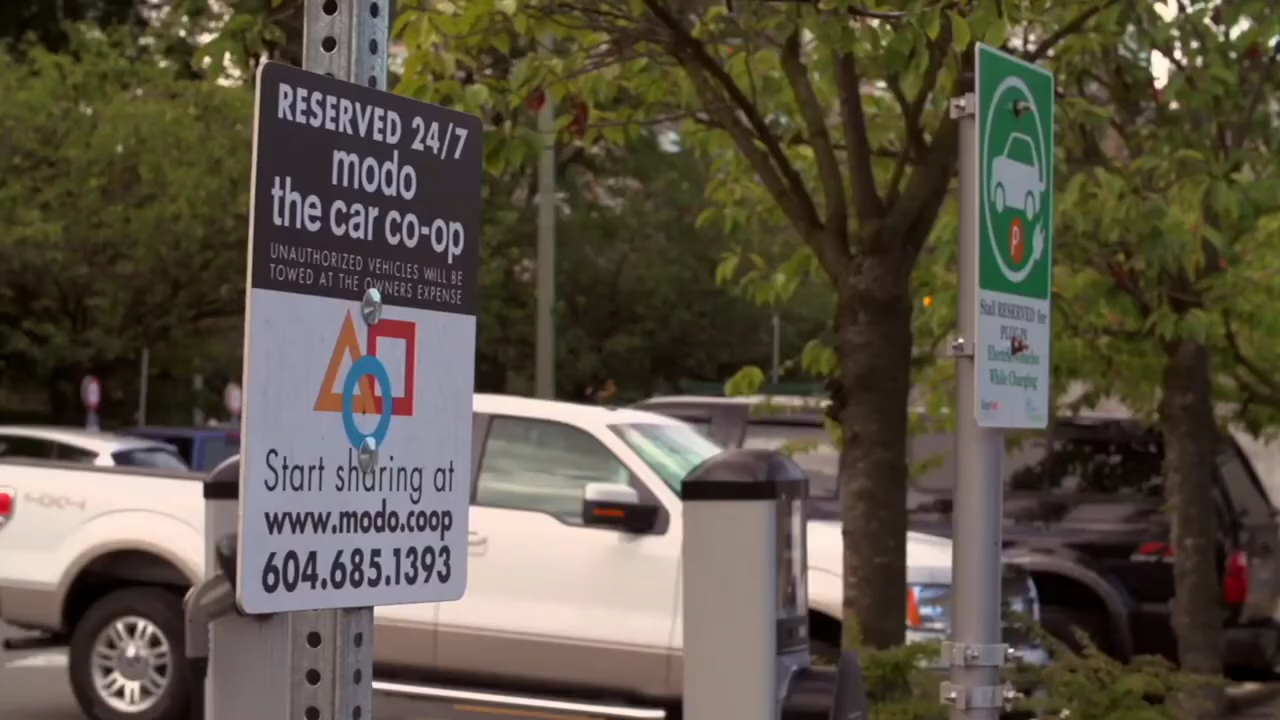 RESERVED 24/7
modo
the car co-op
UNAUTHORIZED VEHICLES WILL BE
TOWED AT THE OWNERS EXPENSE
Start sharing at
www.modo.coop
604.685.1393
4X4
P
Stall RESERVED for
PLUG-IN
Electric Vehicles
While Charging